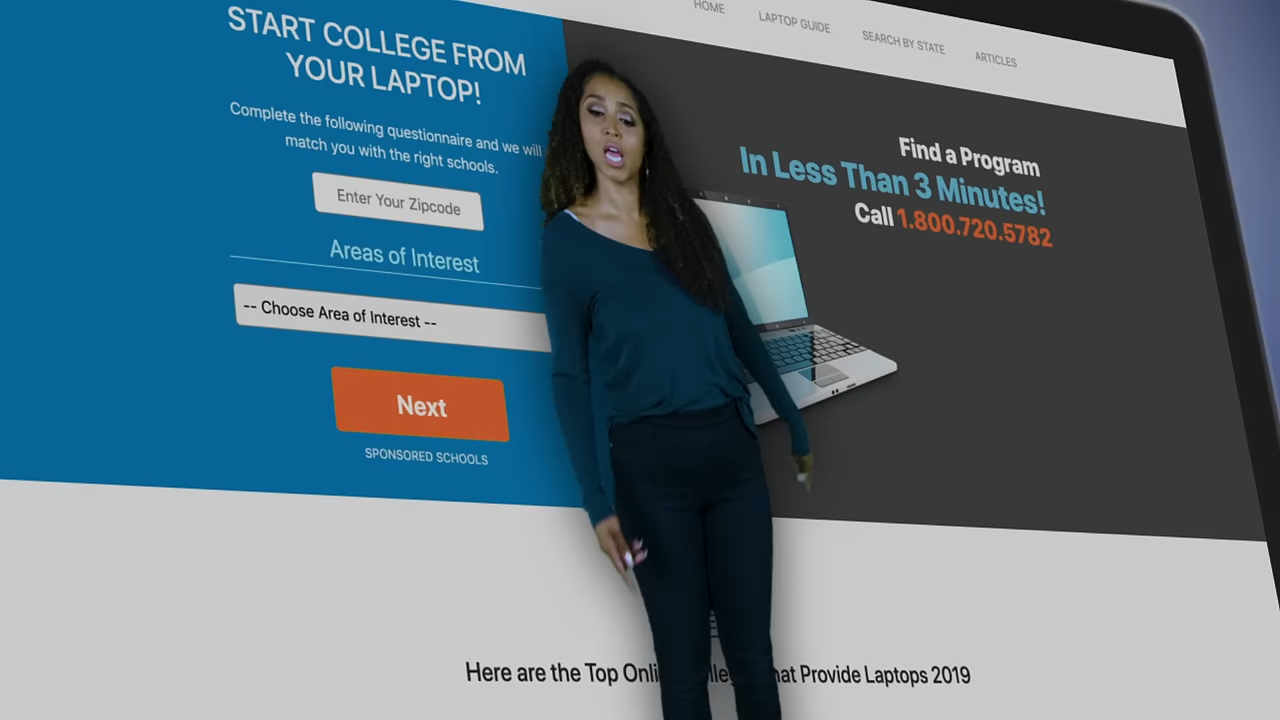 HOME LAPTOP GUIDE SEARCH BY STATE ARTICLES
START COLLEGE FROM
YOUR LAPTOP!
Complete the following questionnaire and we will
match you with the right schools.
Enter Your Zipcode
Areas of Interest
-- Choose Area of Interest --
Next
SPONSORED SCHOOLS
Find a Program
In Less Than 3 Minutes!
Call 1.800.720.5782
Here are the Top Provide Laptops 2019